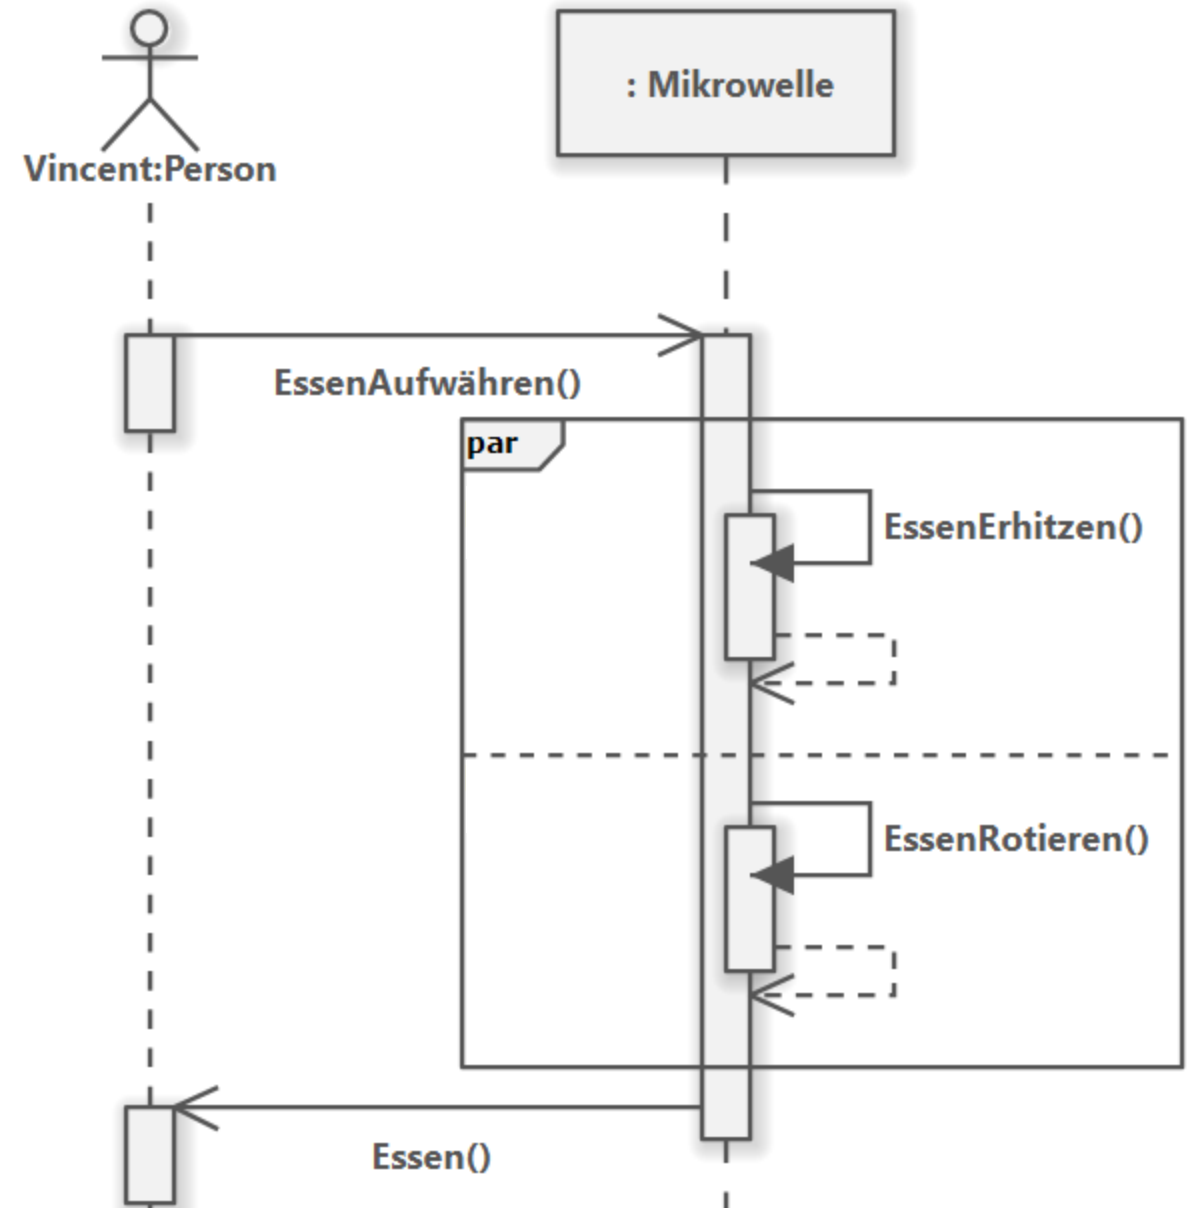 : Mikrowelle
Vincent:Person
EssenAufwähren()
par
EssenErhitzen()
EssenRotieren()
Essen()